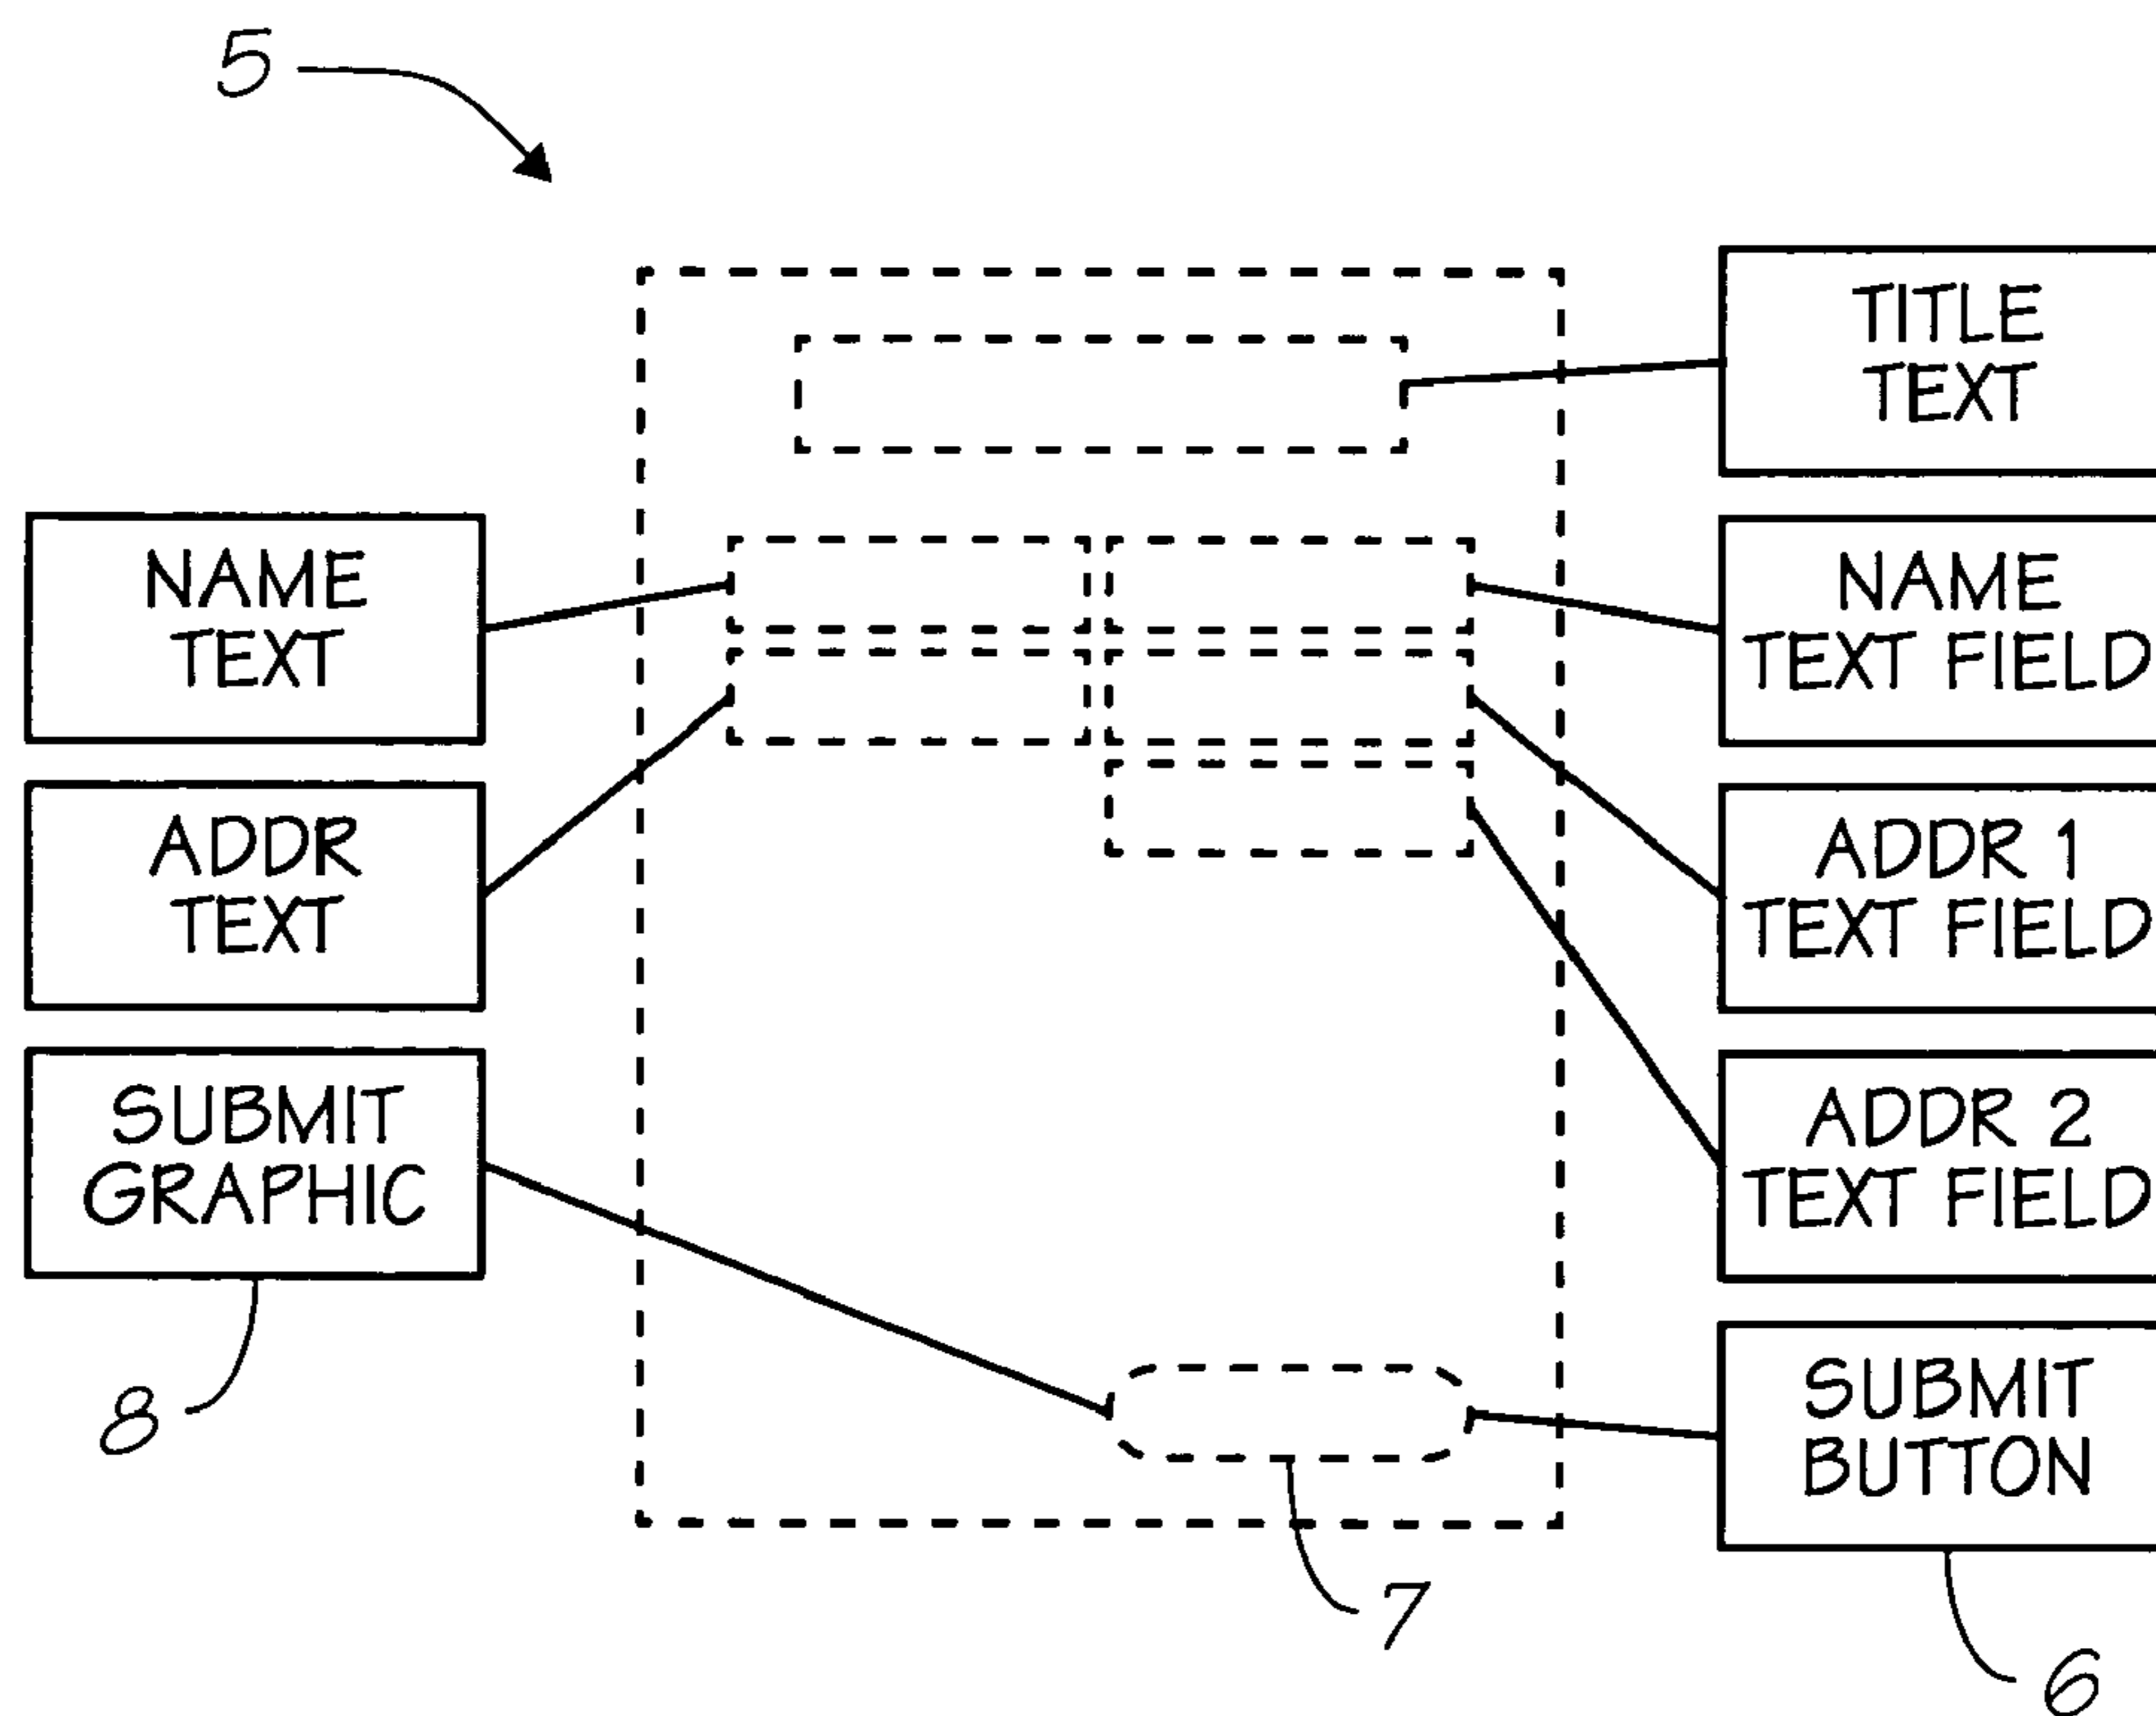 5
TITLE
TEXT
NAME
TEXT
NAME
TEXT FIELD
ADDR
TEXT
ADDR 1
TEXT FIELD
SUBMIT
GRAPHIC
ADDR 2
TEXT FIELD
SUBMIT
BUTTON
8
7
6